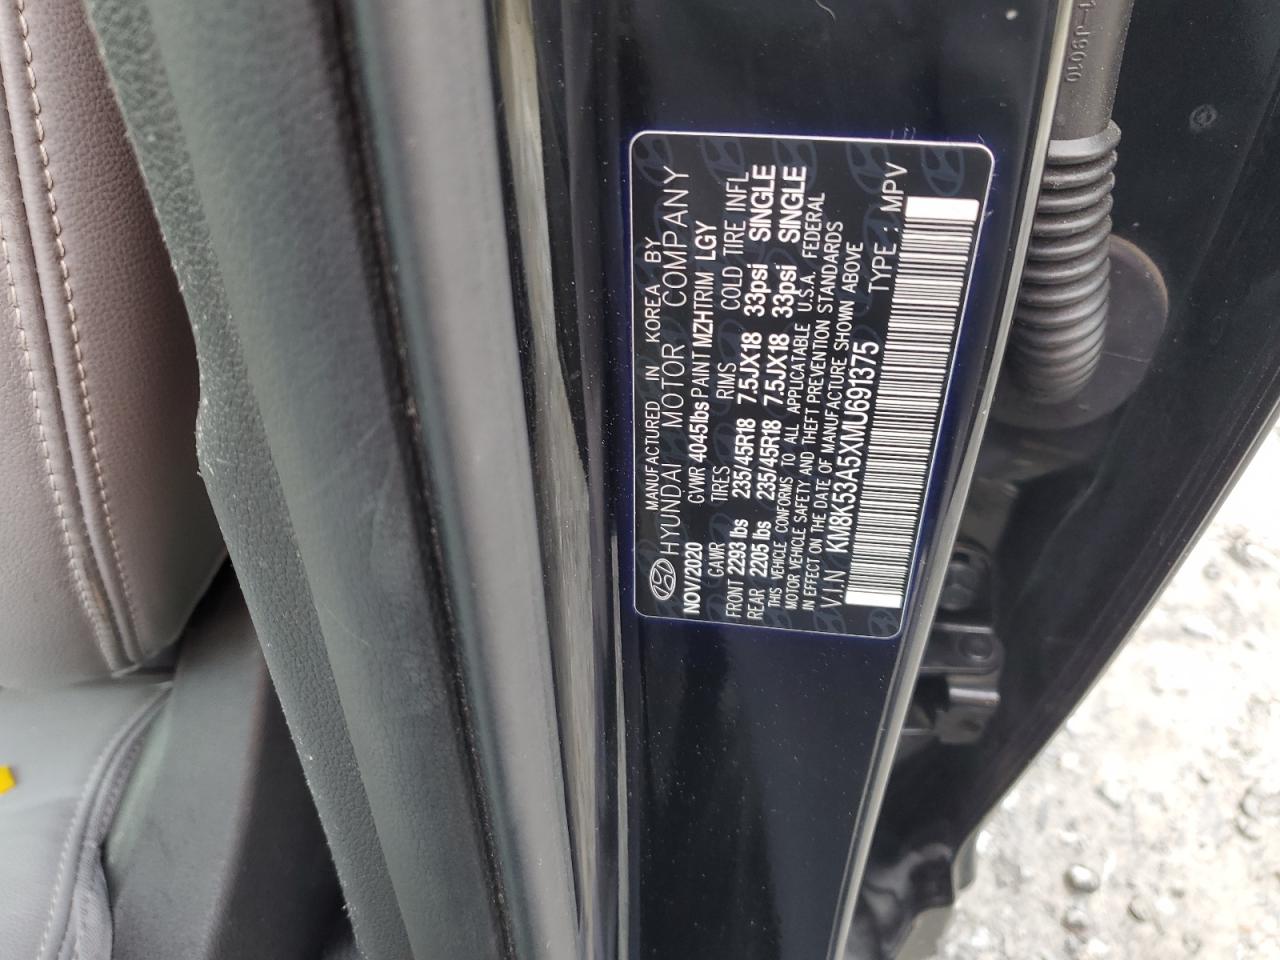 MANUFACTURED IN KOREA BY
HYUNDAI MOTOR COMPANY
NOV/2020 GVWR 4045lbs PAINT MZH TRIM LGY
GAWR TIRES RIMS COLD TIRE INFL
FRONT 2293 lbs 235/45R18 7.5JX18 33psi SINGLE
REAR 2205 lbs 235/45R18 7.5JX18 33psi SINGLE
THIS VEHICLE CONFORMS TO ALL APPLICATABLE U.S.A. FEDERAL
MOTOR VEHICLE SAFETY AND THEFT PREVENTION STANDARDS
IN EFFECT ON THE DATE OF MANUFACTURE SHOWN ABOVE
V.I.N KM8K53A5XMU691375 TYPE : MPV